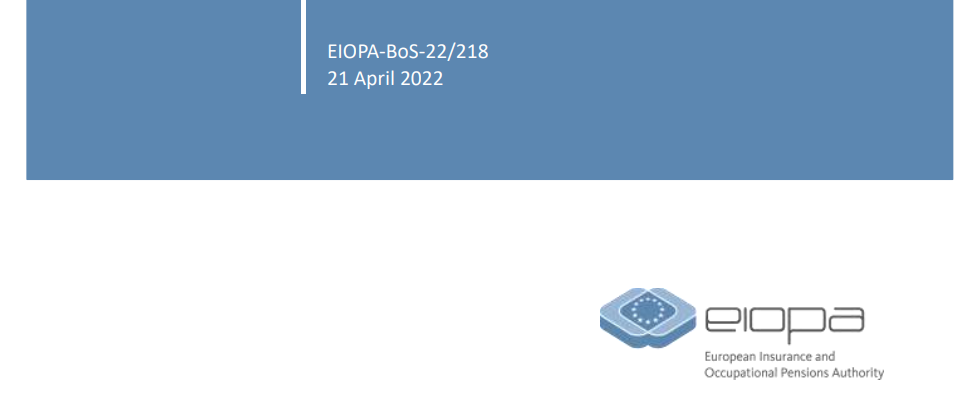 EIOPA-BoS-22/218
21 April 2022
eiopa
European Insurance and
Occupational Pensions Authority